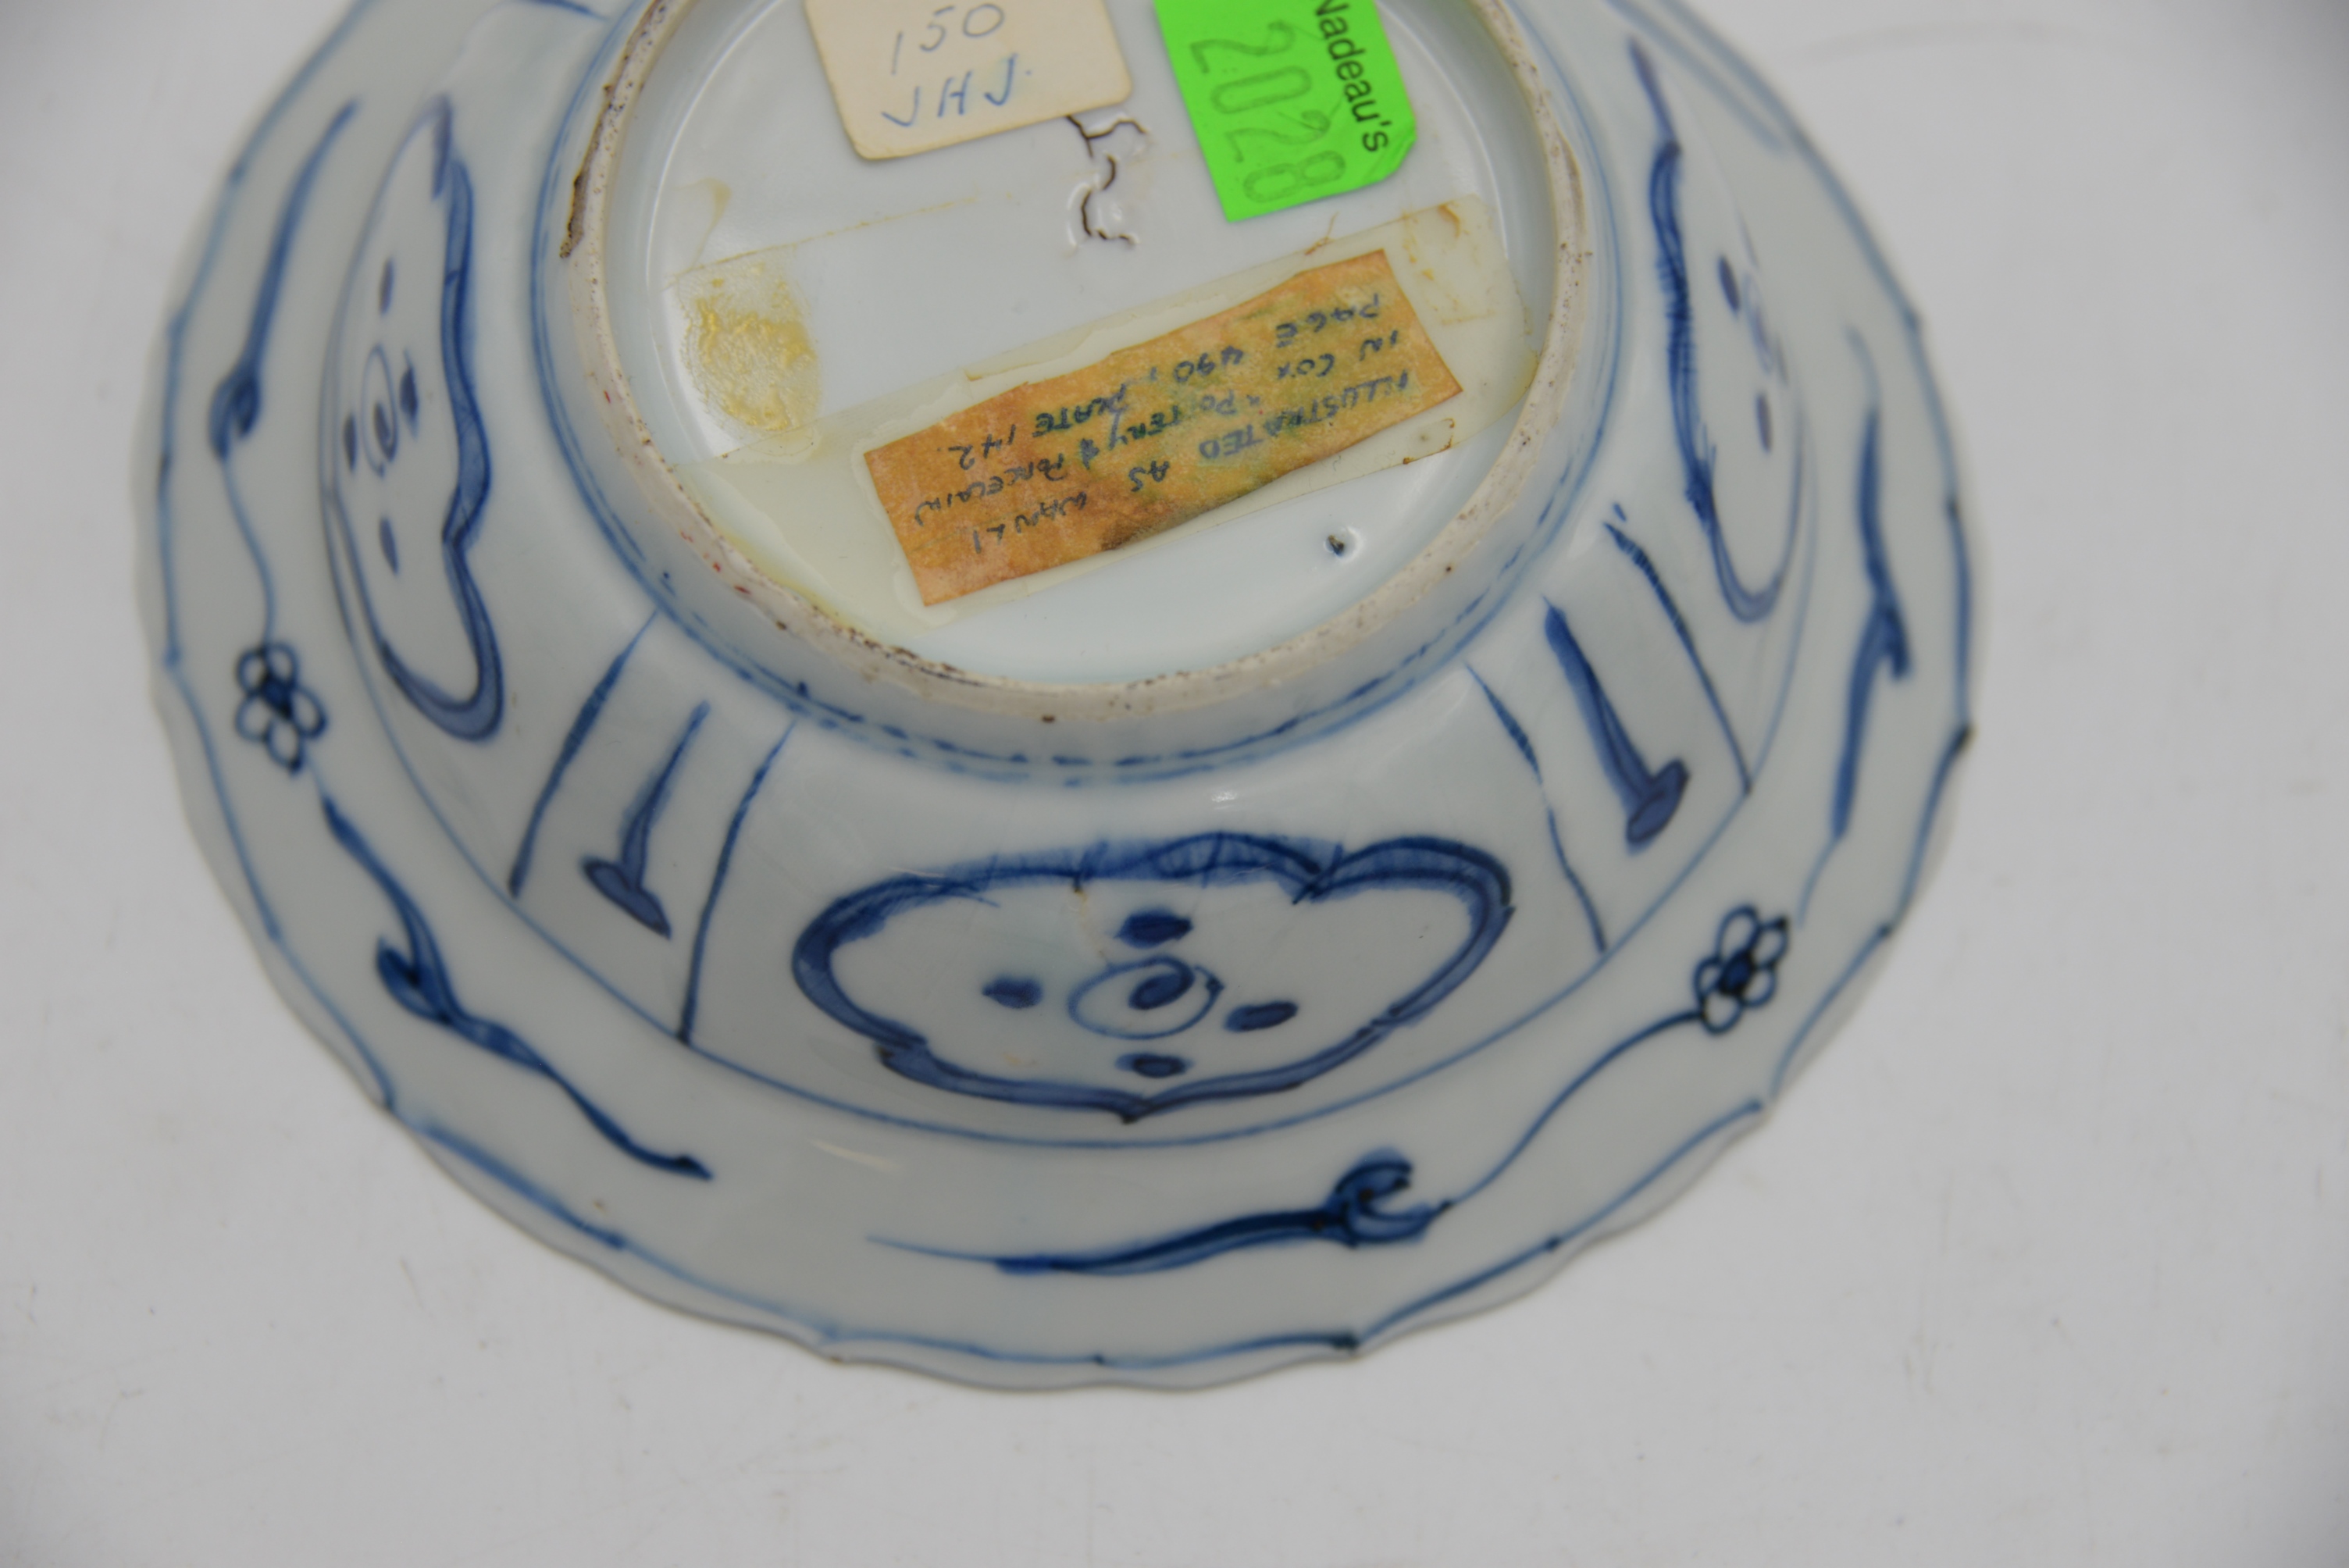 150
JHJ.
Nadeau's
2028
ILLUSTRATED AS WANLI
IN COX "POTTERY & PORCELAIN
PAGE 490, PLATE 142.